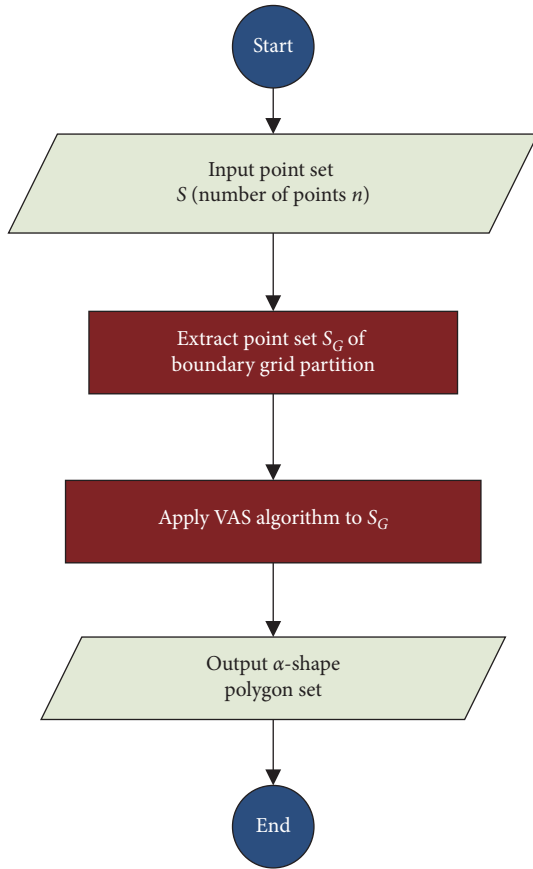 Start
Input point set
S (number of points n)
Extract point set S_G of
boundary grid partition
Apply VAS algorithm to S_G
Output α-shape
polygon set
End